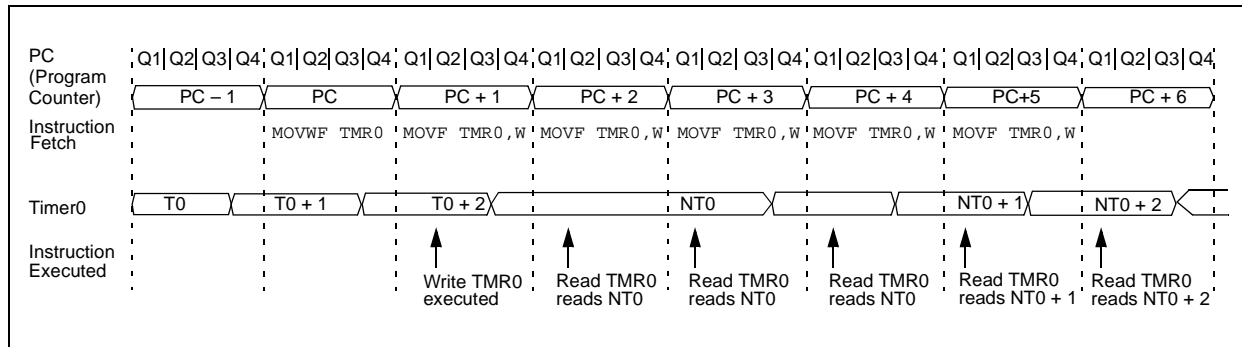 PC (Program Counter)
Q1 Q2 Q3 Q4 Q1 Q2 Q3 Q4 Q1 Q2 Q3 Q4 Q1 Q2 Q3 Q4 Q1 Q2 Q3 Q4 Q1 Q2 Q3 Q4 Q1 Q2 Q3 Q4 Q1 Q2 Q3 Q4
PC – 1 PC PC + 1 PC + 2 PC + 3 PC + 4 PC+5 PC + 6
Instruction Fetch
MOVWF TMR0 MOVF TMR0,W MOVF TMR0,W MOVF TMR0,W MOVF TMR0,W MOVF TMR0,W
Timer0
T0 T0 + 1 T0 + 2 NT0 NT0 + 1 NT0 + 2
Instruction Executed
Write TMR0 executed
Read TMR0 reads NT0
Read TMR0 reads NT0
Read TMR0 reads NT0
Read TMR0 reads NT0 + 1
Read TMR0 reads NT0 + 2